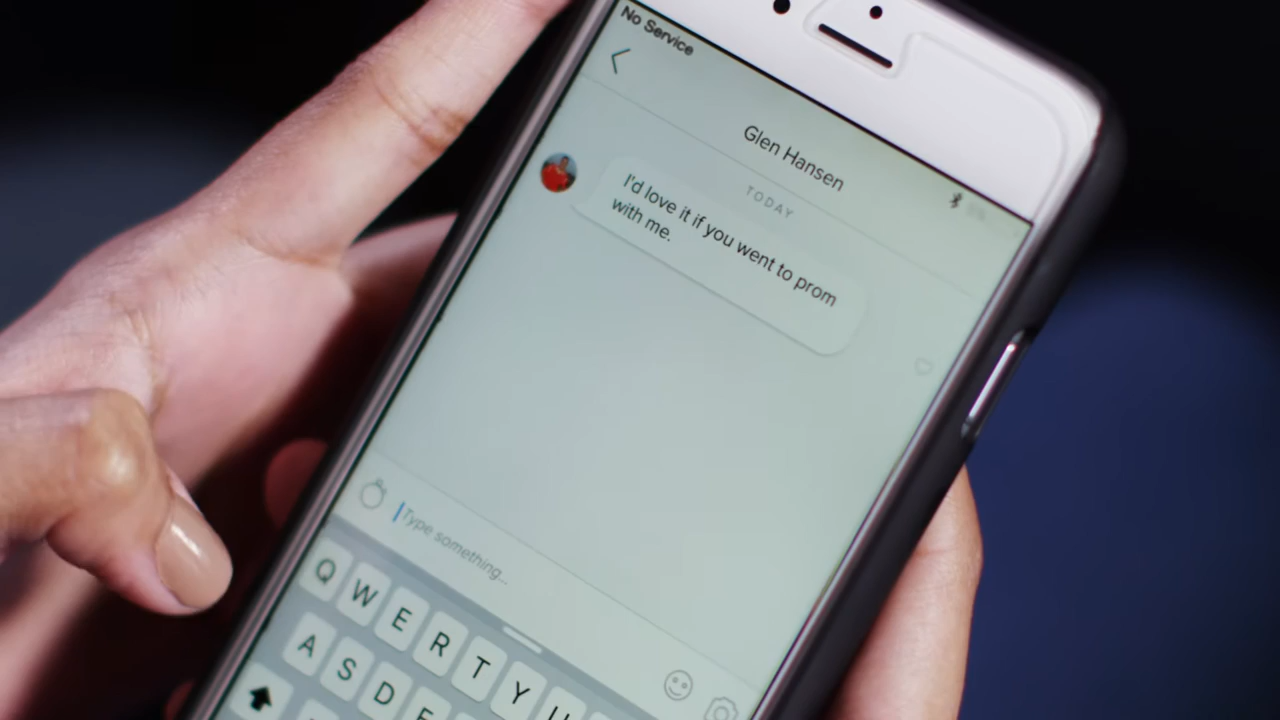 No Service
Glen Hansen
TODAY
I'd love it if you went to prom
with me.
Type something...
Q W E R T Y U
A S D F